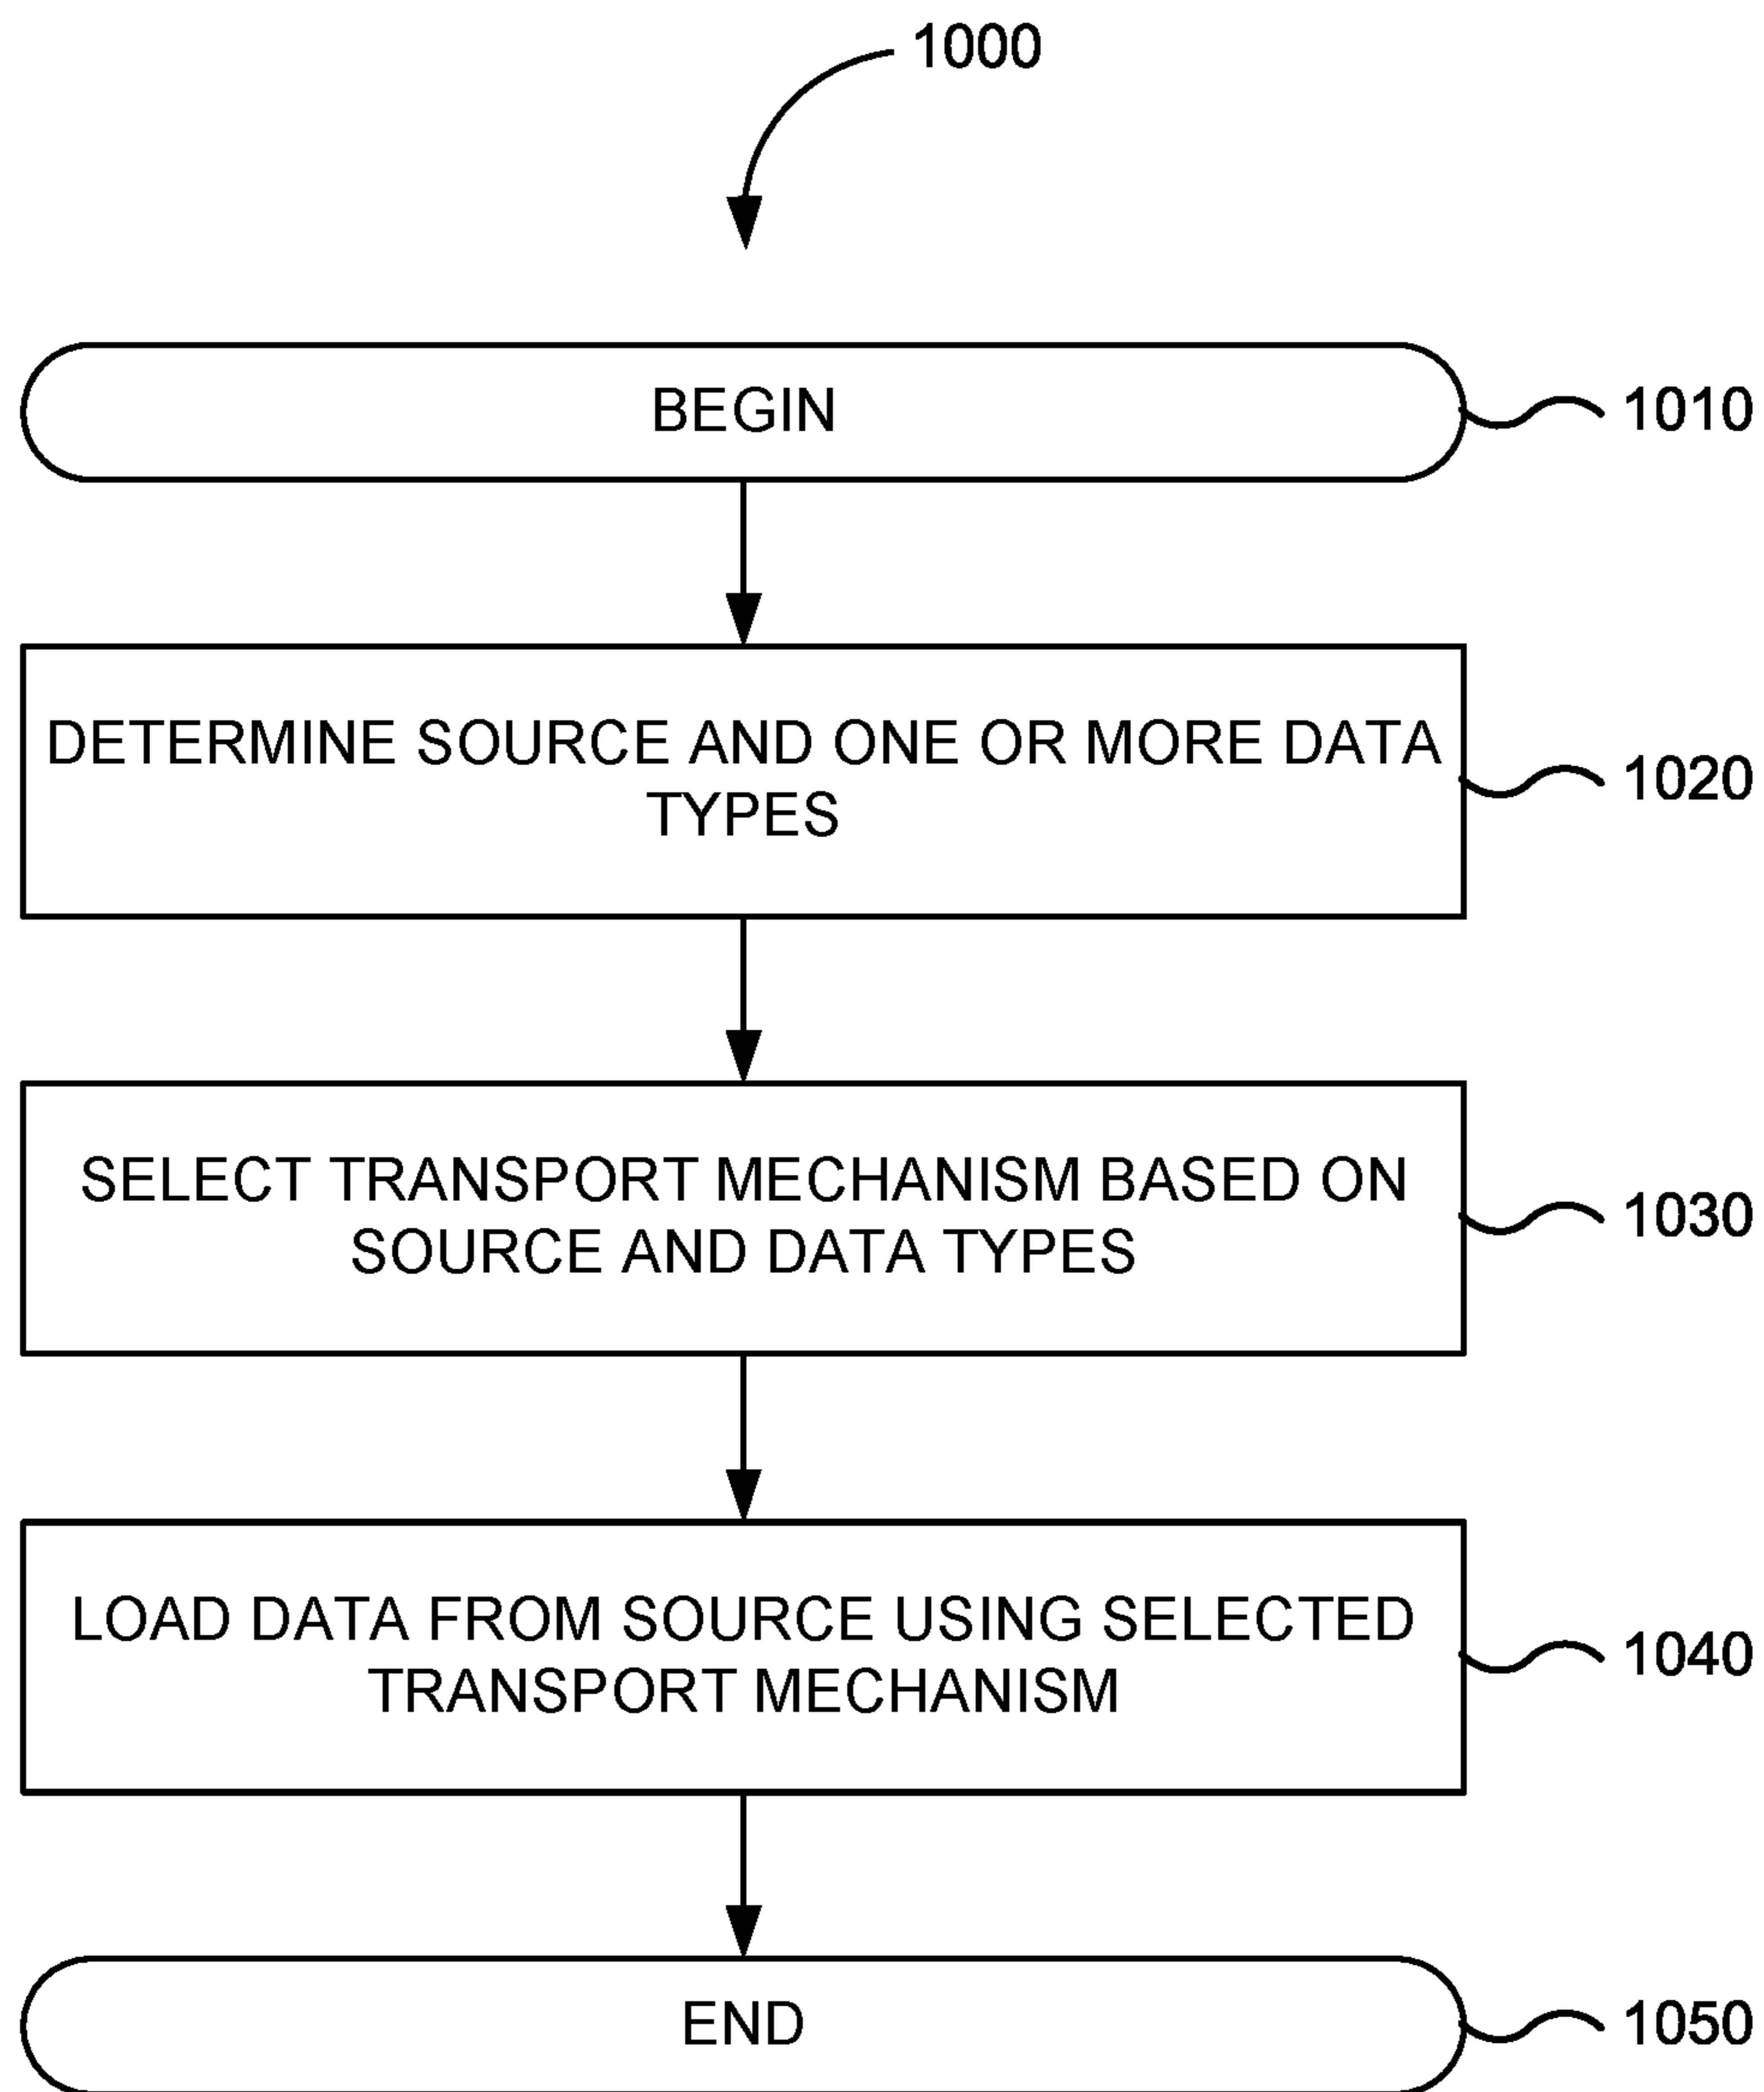 1000
BEGIN
1010
DETERMINE SOURCE AND ONE OR MORE DATA
TYPES
1020
SELECT TRANSPORT MECHANISM BASED ON
SOURCE AND DATA TYPES
1030
LOAD DATA FROM SOURCE USING SELECTED
TRANSPORT MECHANISM
1040
END
1050